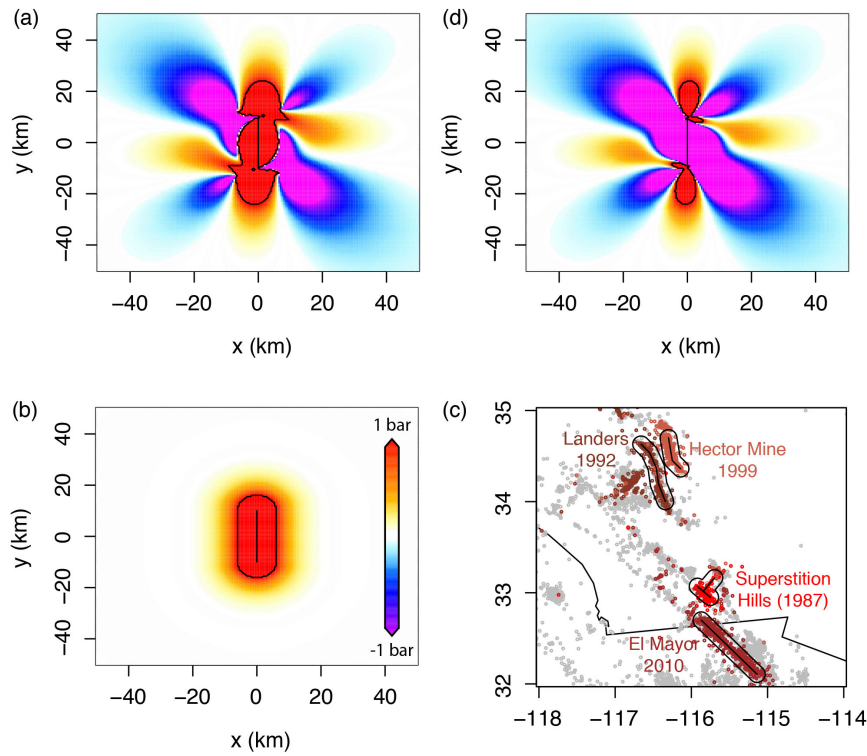 (a)
40
20
0
−20
−40
y (km)
−40 −20 0 20 40
x (km)
(d)
40
20
0
−20
−40
y (km)
−40 −20 0 20 40
x (km)
(b)
40
20
0
−20
−40
y (km)
1 bar
-1 bar
−40 −20 0 20 40
x (km)
(c)
35
34
33
32
Landers
1992
Hector Mine
1999
Superstition
Hills (1987)
El Mayor
2010
−118 −117 −116 −115 −114